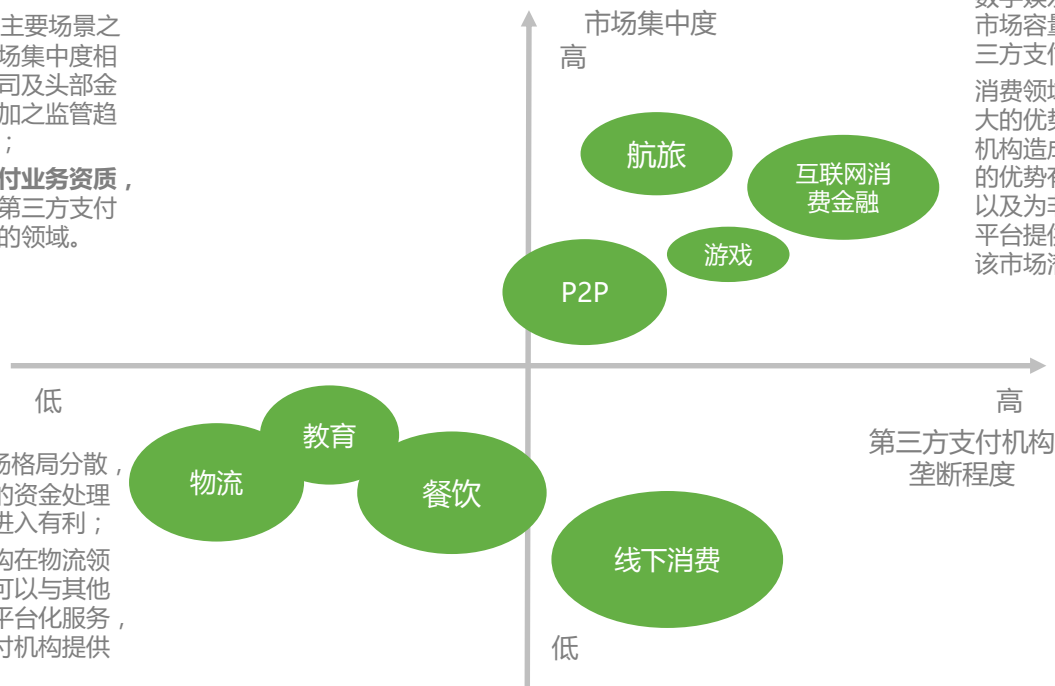 主要场景之
场集中度相
司及头部金
加之监管趋
；
付业务资质，
第三方支付
的领域。
市场集中度
高
市场容量
三方支付
消费领域
大的优势
机构造成
的优势有
以及为非
平台提供
该市场潜
航旅
互联网消
费金融
游戏
P2P
低
高
第三方支付机构
垄断程度
教育
物流
餐饮
线下消费
场格局分散，
的资金处理
进入有利；
构在物流领
可以与其他
平台化服务，
付机构提供
低